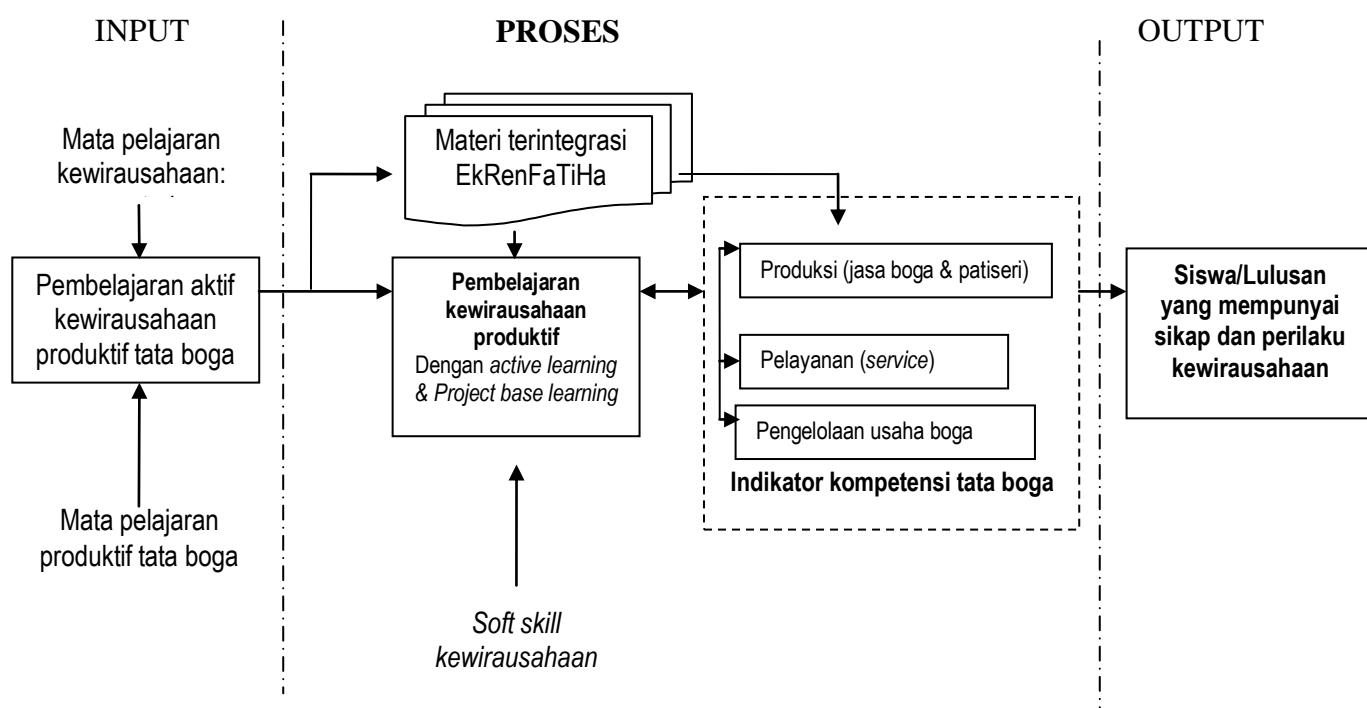 INPUT
PROSES
OUTPUT
Mata pelajaran
kewirausahaan:
Pembelajaran aktif
kewirausahaan
produktif tata boga
Mata pelajaran
produktif tata boga
Materi terintegrasi
EkRenFaTiHa
Pembelajaran
kewirausahaan
produktif
Dengan active learning
& Project base learning
Soft skill
kewirausahaan
Produksi (jasa boga & patiseri)
Pelayanan (service)
Pengelolaan usaha boga
Indikator kompetensi tata boga
Siswa/Lulusan
yang mempunyai
sikap dan perilaku
kewirausahaan